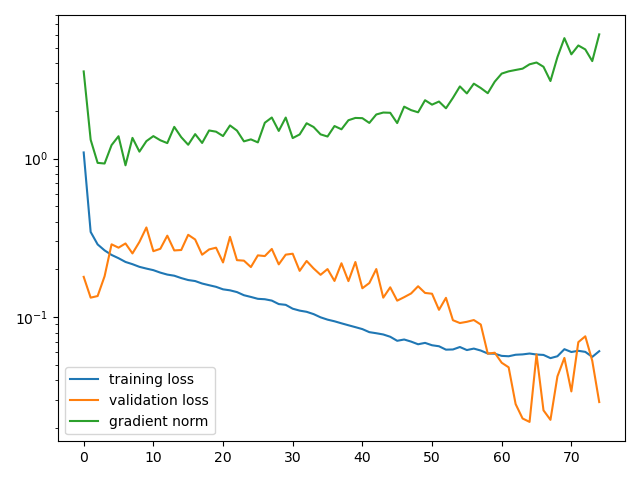 10⁰
10⁻¹
training loss
validation loss
gradient norm
0 10 20 30 40 50 60 70